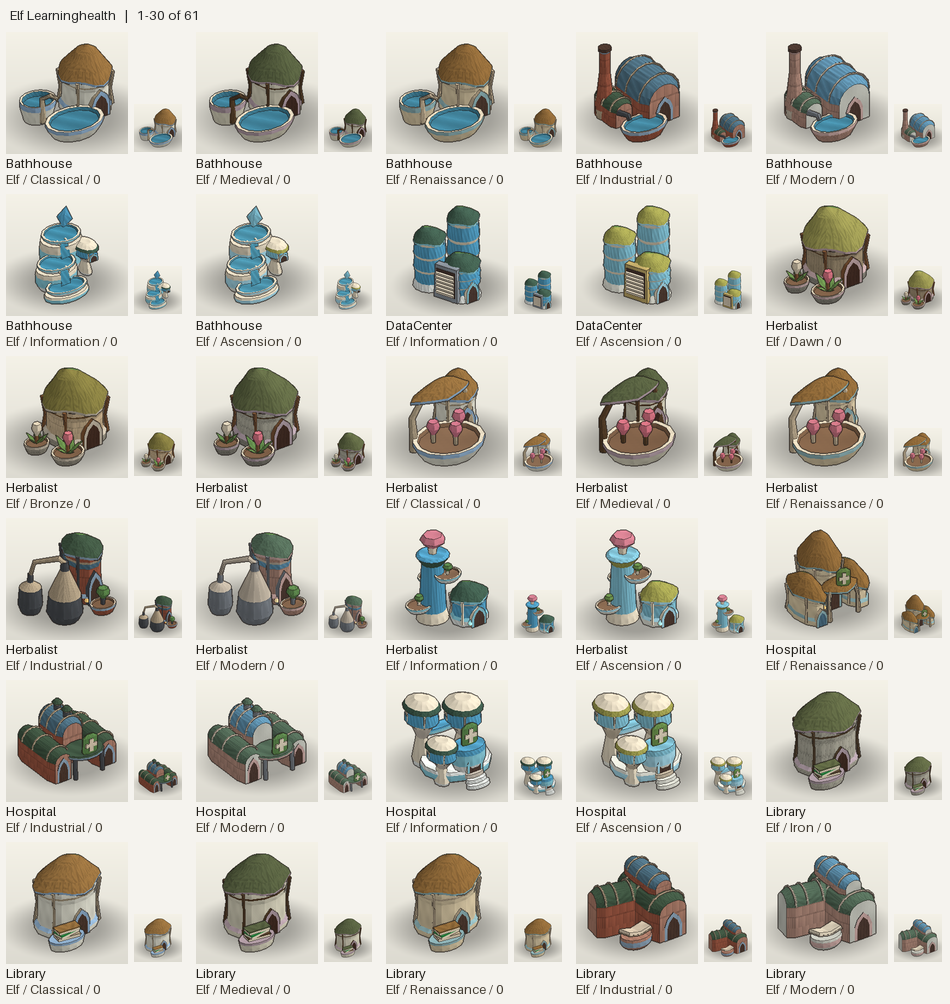 Elf Learninghealth | 1-30 of 61
Bathhouse
Elf / Classical / 0
Bathhouse
Elf / Medieval / 0
Bathhouse
Elf / Renaissance / 0
Bathhouse
Elf / Industrial / 0
Bathhouse
Elf / Modern / 0
Bathhouse
Elf / Information / 0
Bathhouse
Elf / Ascension / 0
DataCenter
Elf / Information / 0
DataCenter
Elf / Ascension / 0
Herbalist
Elf / Dawn / 0
Herbalist
Elf / Bronze / 0
Herbalist
Elf / Iron / 0
Herbalist
Elf / Classical / 0
Herbalist
Elf / Medieval / 0
Herbalist
Elf / Renaissance / 0
Herbalist
Elf / Industrial / 0
Herbalist
Elf / Modern / 0
Herbalist
Elf / Information / 0
Herbalist
Elf / Ascension / 0
Hospital
Elf / Renaissance / 0
Hospital
Elf / Industrial / 0
Hospital
Elf / Modern / 0
Hospital
Elf / Information / 0
Hospital
Elf / Ascension / 0
Library
Elf / Iron / 0
Library
Elf / Classical / 0
Library
Elf / Medieval / 0
Library
Elf / Renaissance / 0
Library
Elf / Industrial / 0
Library
Elf / Modern / 0